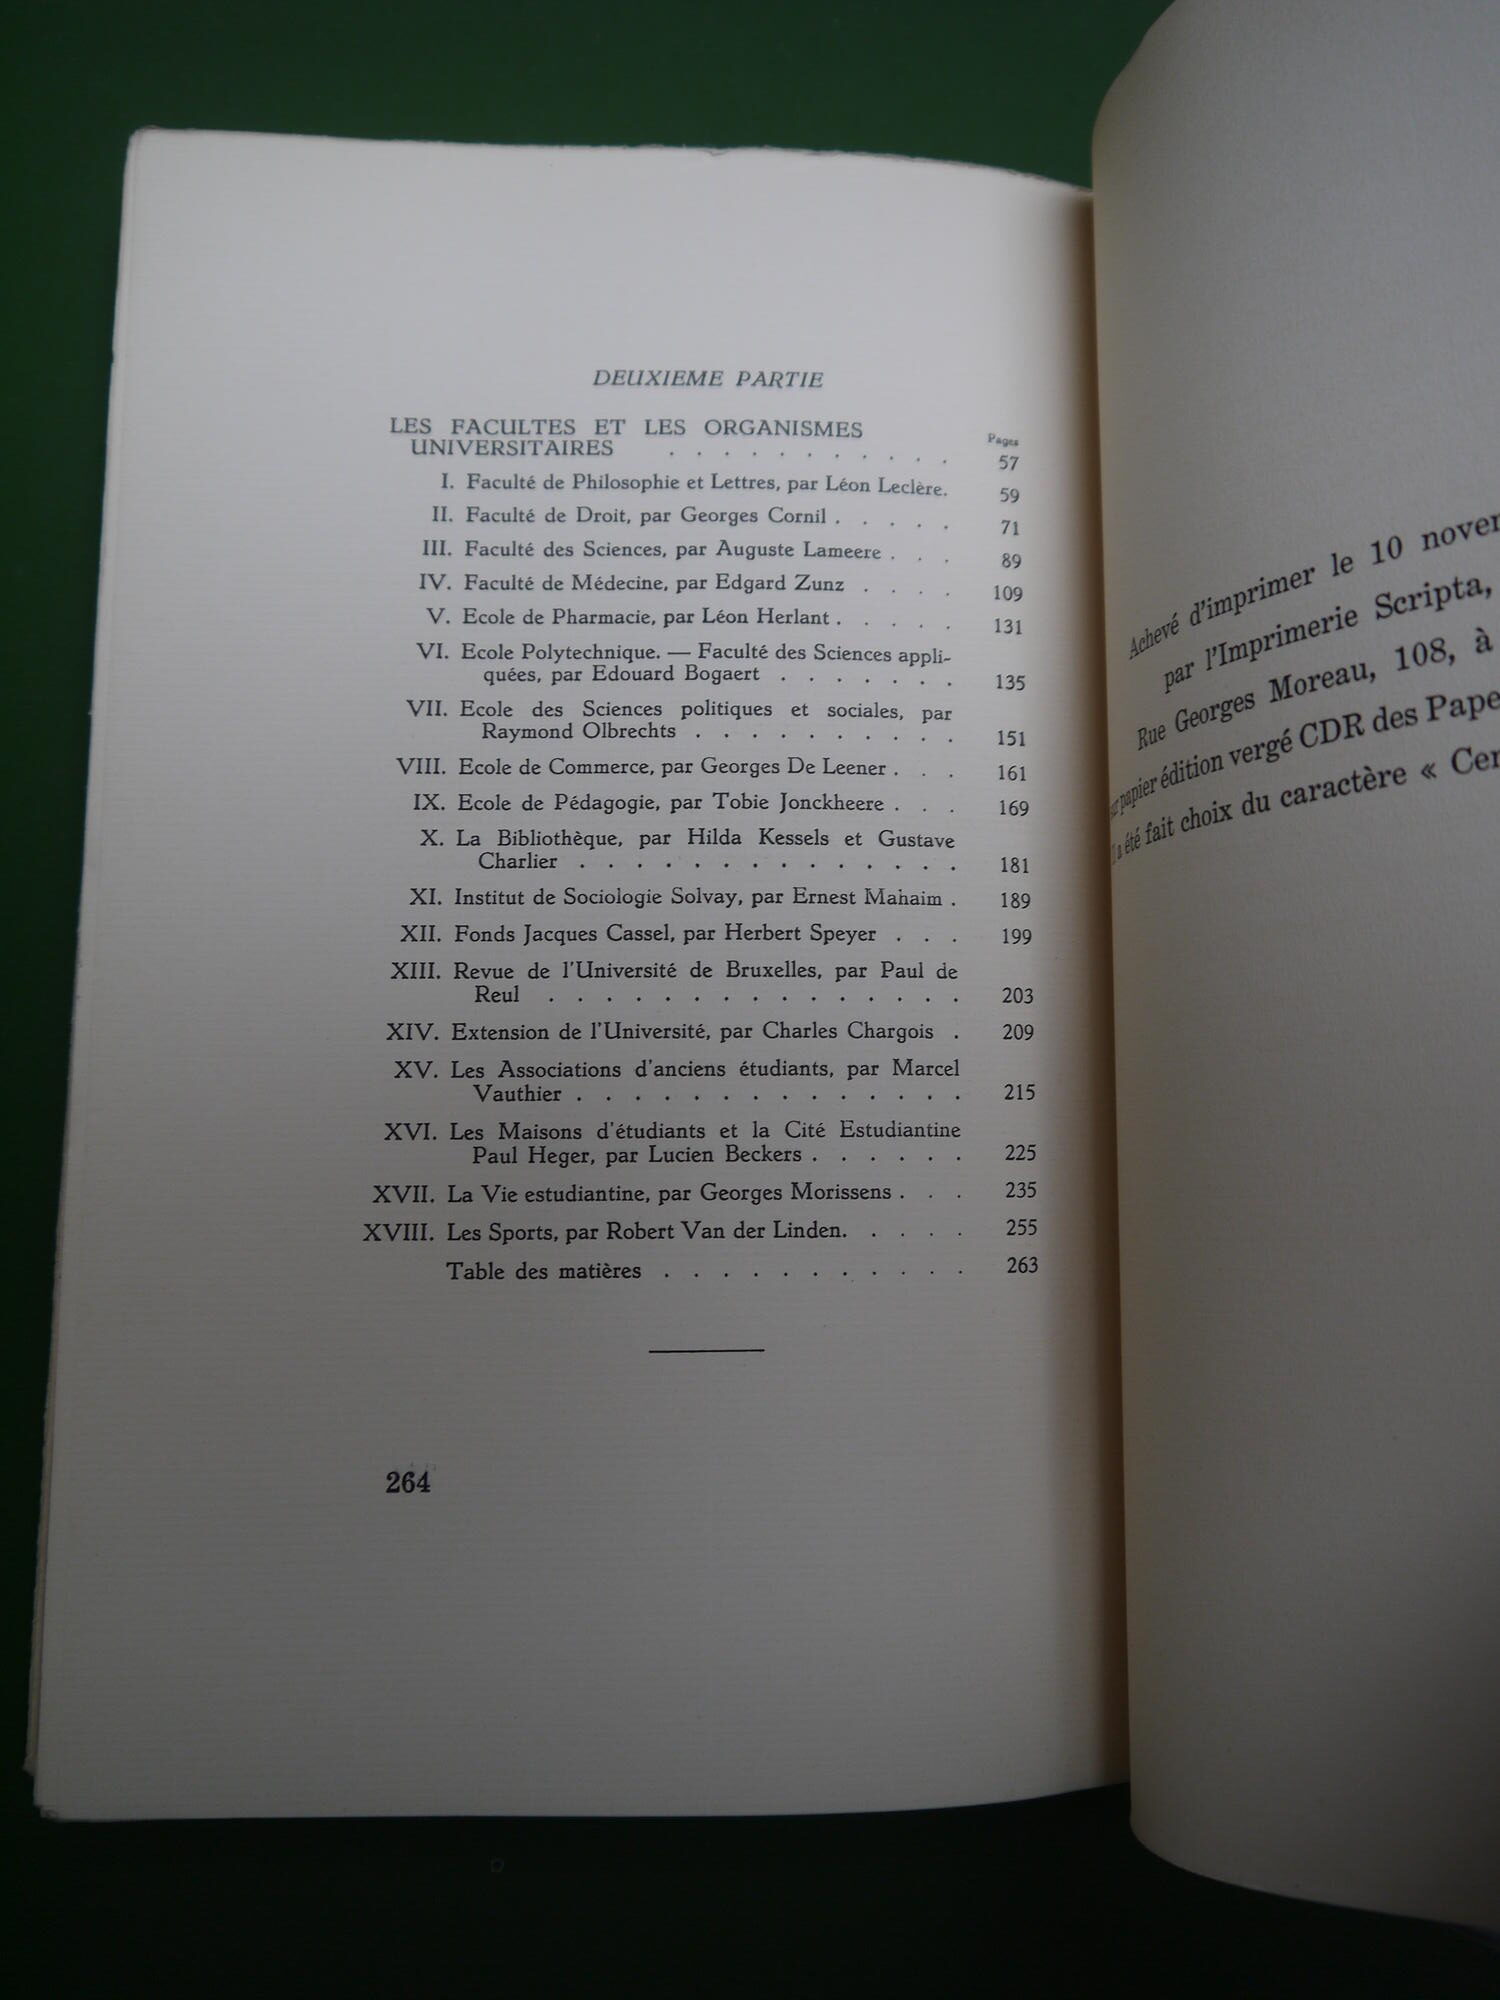 DEUXIEME PARTIE
LES FACULTES ET LES ORGANISMES
Pages
UNIVERSITAIRES . . . . . . . . . . . 57
I. Faculté de Philosophie et Lettres, par Léon Leclère. 59
II. Faculté de Droit, par Georges Cornil . . . . . 71
III. Faculté des Sciences, par Auguste Lameere . . . 89
IV. Faculté de Médecine, par Edgard Zunz . . . . 109
V. Ecole de Pharmacie, par Léon Herlant . . . . . 131
VI. Ecole Polytechnique. — Faculté des Sciences appli-
quées, par Edouard Bogaert . . . . . . . 135
VII. Ecole des Sciences politiques et sociales, par
Raymond Olbrechts . . . . . . . . . . 151
VIII. Ecole de Commerce, par Georges De Leener . . . 161
IX. Ecole de Pédagogie, par Tobie Jonckheere . . . 169
X. La Bibliothèque, par Hilda Kessels et Gustave
Charlier . . . . . . . . . . . . . . 181
XI. Institut de Sociologie Solvay, par Ernest Mahaim . 189
XII. Fonds Jacques Cassel, par Herbert Speyer . . . 199
XIII. Revue de l'Université de Bruxelles, par Paul de
Reul . . . . . . . . . . . . . . . 203
XIV. Extension de l'Université, par Charles Chargois . 209
XV. Les Associations d'anciens étudiants, par Marcel
Vauthier . . . . . . . . . . . . . . 215
XVI. Les Maisons d'étudiants et la Cité Estudiantine
Paul Heger, par Lucien Beckers . . . . . . 225
XVII. La Vie estudiantine, par Georges Morissens . . . 235
XVIII. Les Sports, par Robert Van der Linden. . . . . 255
Table des matières . . . . . . . . . . . 263
264
Achevé d'imprimer le 10 novem
par l'Imprimerie Scripta,
Rue Georges Moreau, 108, à
sur papier édition vergé CDR des Pape
Il a été fait choix du caractère « Cen